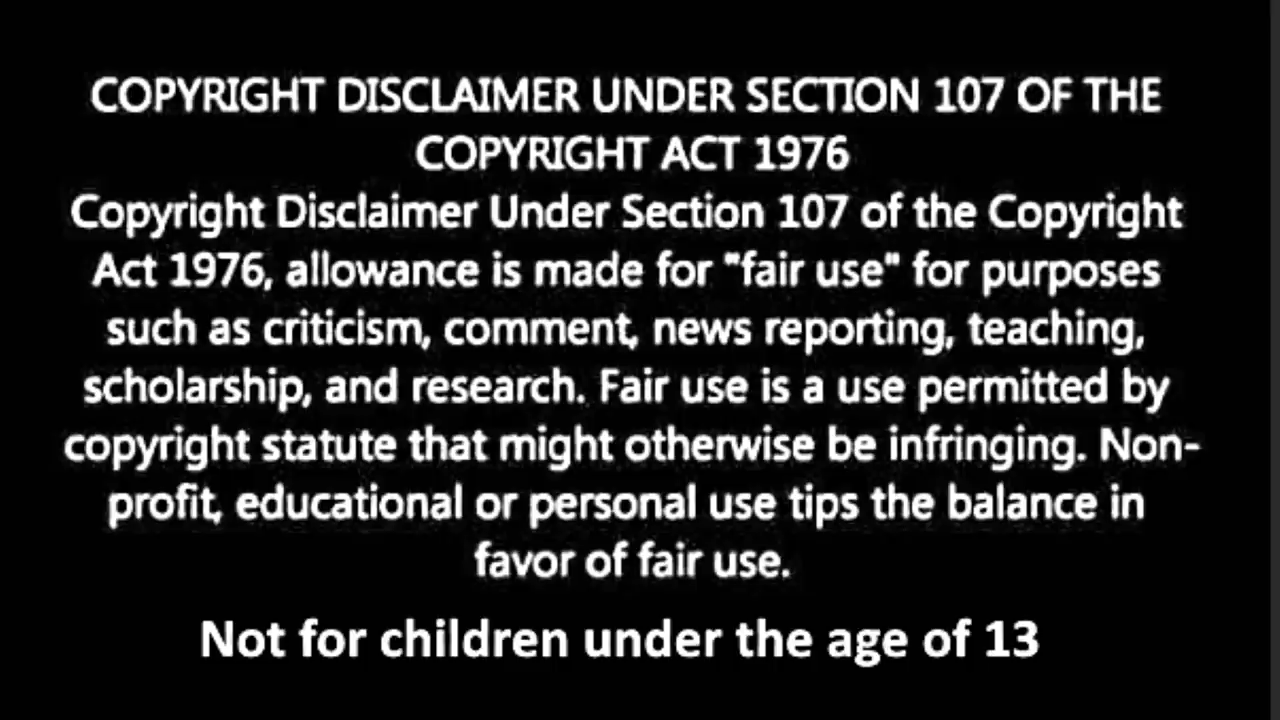 COPYRIGHT DISCLAIMER UNDER SECTION 107 OF THE
COPYRIGHT ACT 1976
Copyright Disclaimer Under Section 107 of the Copyright
Act 1976, allowance is made for "fair use" for purposes
such as criticism, comment, news reporting, teaching,
scholarship, and research. Fair use is a use permitted by
copyright statute that might otherwise be infringing. Non-
profit, educational or personal use tips the balance in
favor of fair use.
Not for children under the age of 13